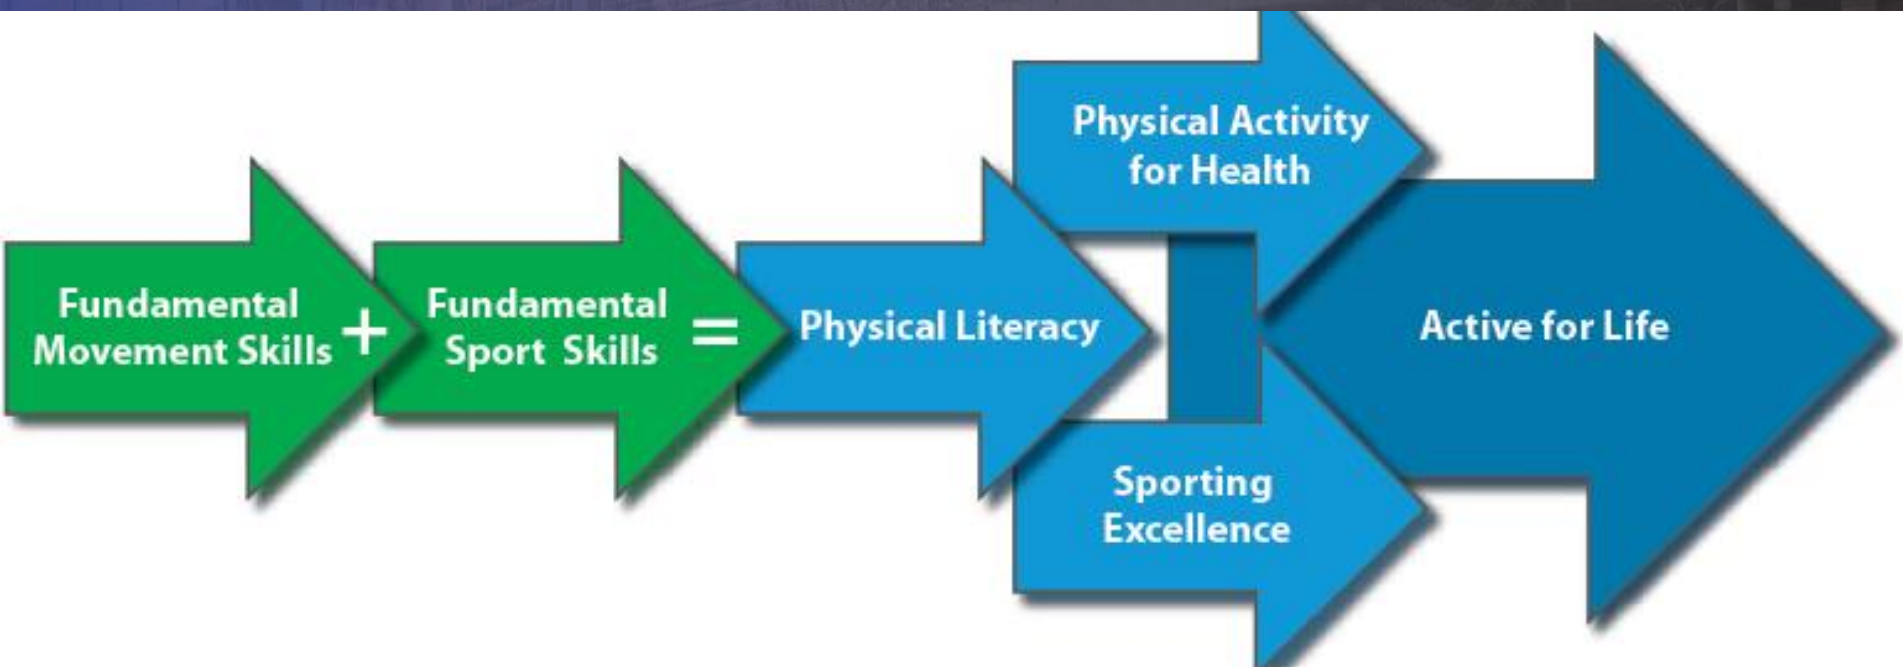 Fundamental
Movement Skills
+
Fundamental
Sport Skills
=
Physical Literacy
Physical Activity
for Health
Sporting
Excellence
Active for Life